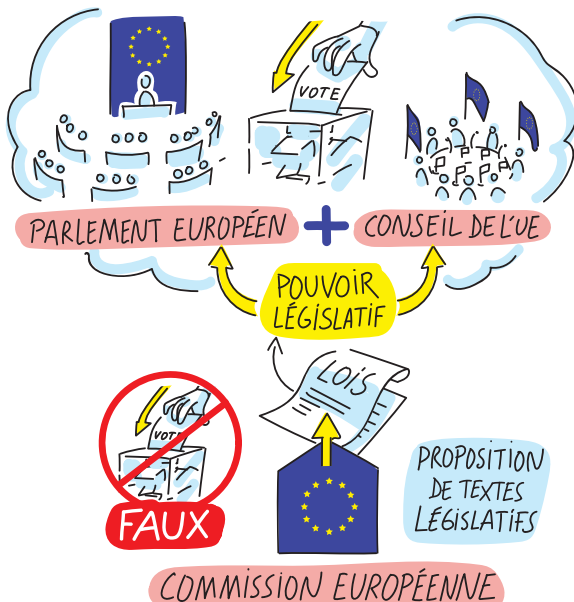 VOTE
PARLEMENT EUROPÉEN + CONSEIL DE L'UE
POUVOIR
LÉGISLATIF
LOIS
VOTE
FAUX
PROPOSITION
DE TEXTES
LÉGISLATIFS
COMMISSION EUROPÉENNE